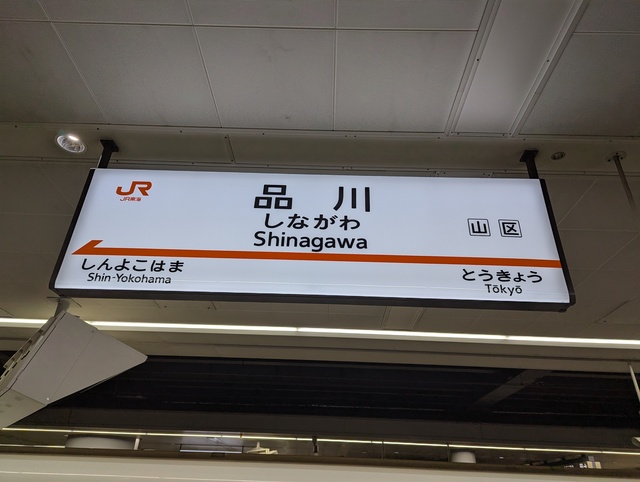 JR
JR東海
品川
しながわ
Shinagawa
山 区
しんよこはま
Shin-Yokohama
とうきょう
Tōkyō